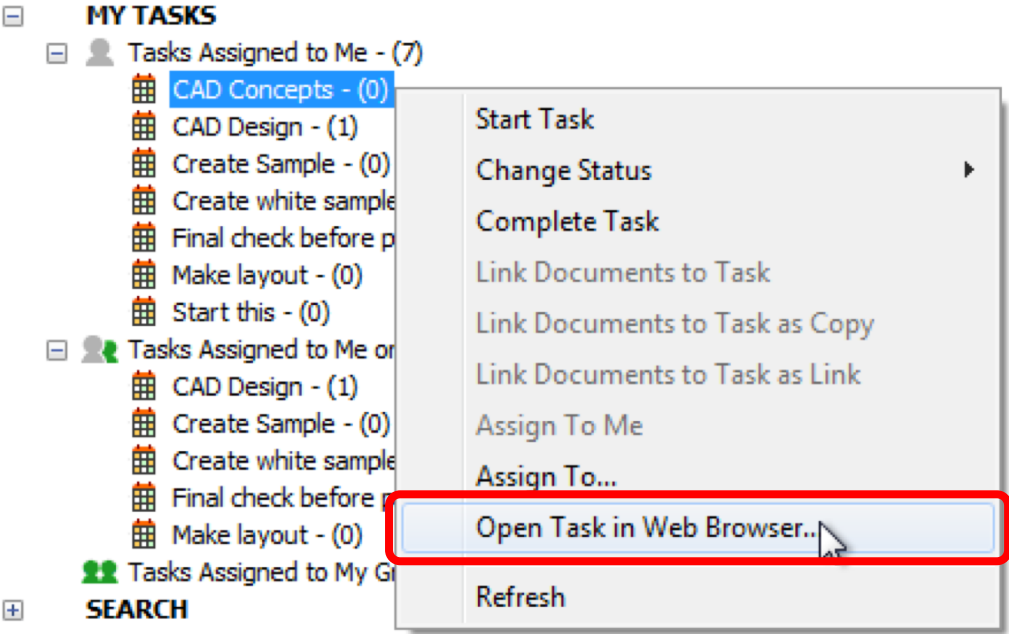 MY TASKS
Tasks Assigned to Me - (7)
CAD Concepts - (0)
CAD Design - (1)
Create Sample - (0)
Create white sample
Final check before p
Make layout - (0)
Start this - (0)
Tasks Assigned to Me or
CAD Design - (1)
Create Sample - (0)
Create white sample
Final check before p
Make layout - (0)
Tasks Assigned to My G
SEARCH
Start Task
Change Status
Complete Task
Link Documents to Task
Link Documents to Task as Copy
Link Documents to Task as Link
Assign To Me
Assign To...
Open Task in Web Browser...
Refresh